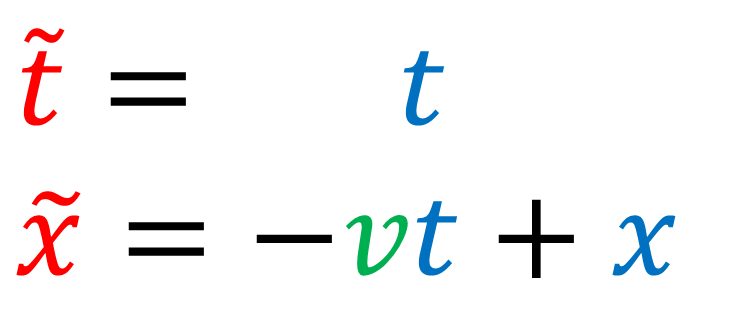 t̃ = t
x̃ = −vt + x